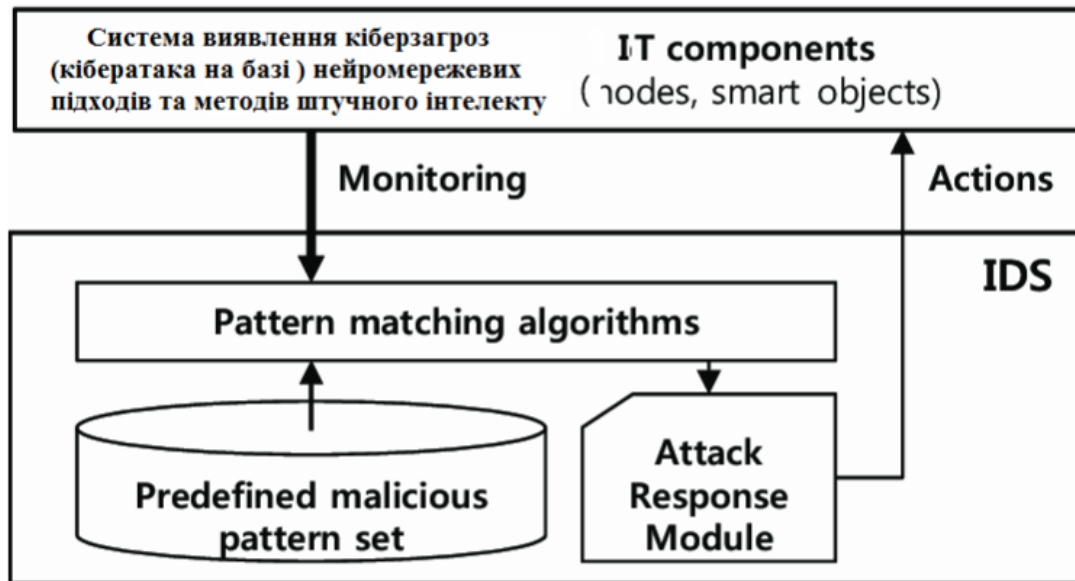 Система виявлення кіберзагроз
(кібератака на базі ) нейромережевих
підходів та методів штучного інтелекту
IT components
(nodes, smart objects)
Monitoring
Actions
IDS
Pattern matching algorithms
Predefined malicious
pattern set
Attack
Response
Module